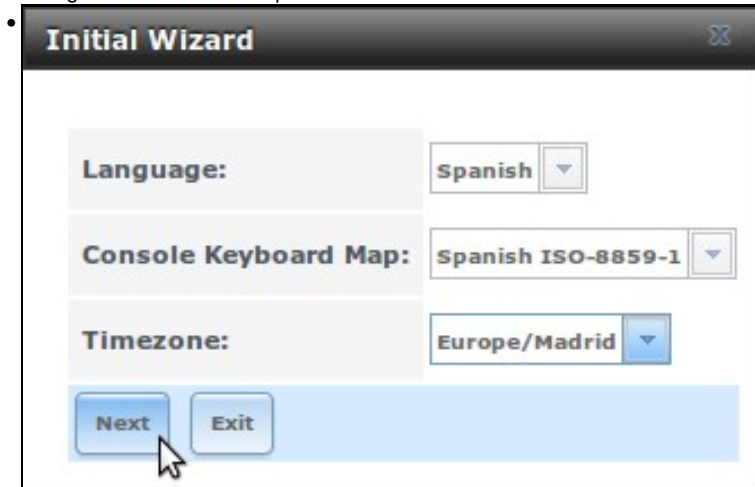 Initial Wizard
Language: Spanish
Console Keyboard Map: Spanish ISO-8859-1
Timezone: Europe/Madrid
Next Exit